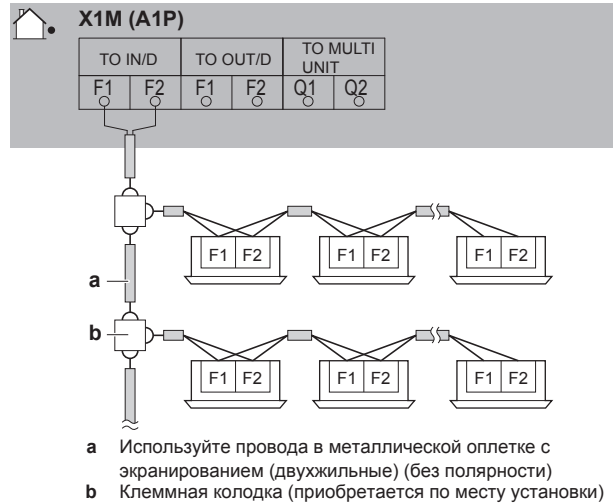 X1M (A1P)
TO IN/D TO OUT/D TO MULTI UNIT
F1 F2 F1 F2 Q1 Q2
F1 F2 F1 F2 F1 F2
a
b
F1 F2 F1 F2 F1 F2
a Используйте провода в металлической оплетке с
экранированием (двухжильные) (без полярности)
b Клеммная колодка (приобретается по месту установки)